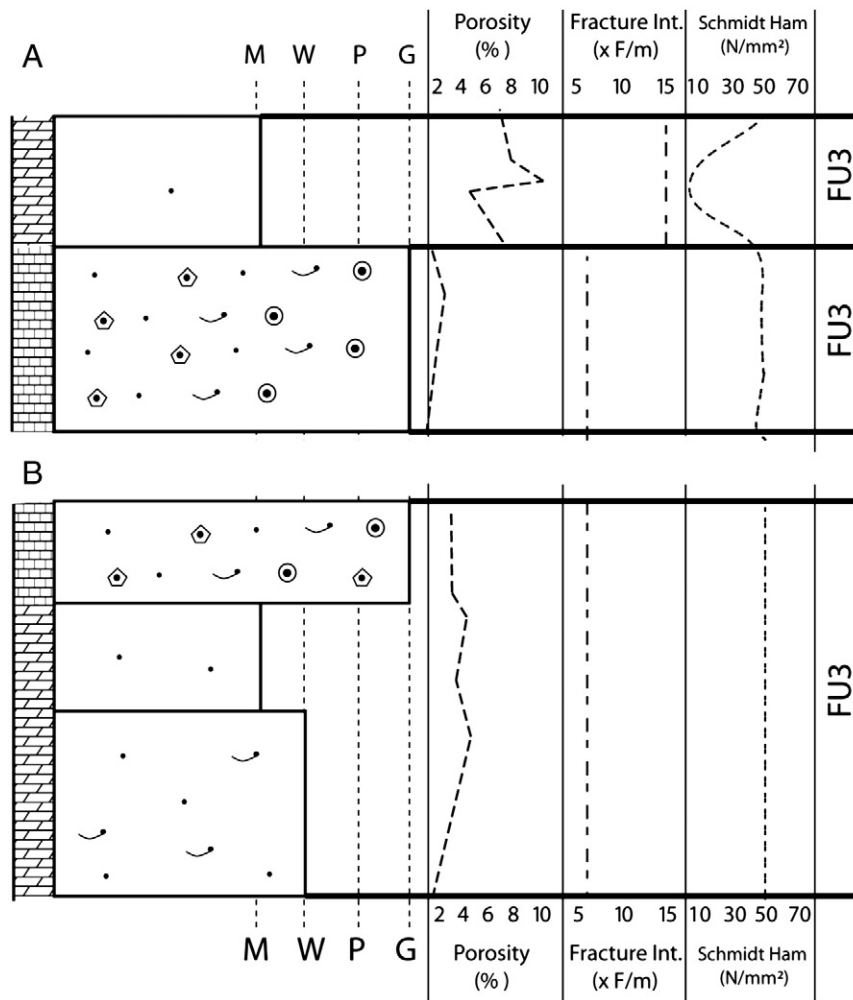 A
M W P G
Porosity
(%)
2 4 6 8 10
Fracture Int.
(x F/m)
5 10 15
Schmidt Ham
(N/mm²)
10 30 50 70
FU3
FU3
B
FU3
M W P G
2 4 6 8 10
Porosity
(%)
5 10 15
Fracture Int.
(x F/m)
10 30 50 70
Schmidt Ham
(N/mm²)